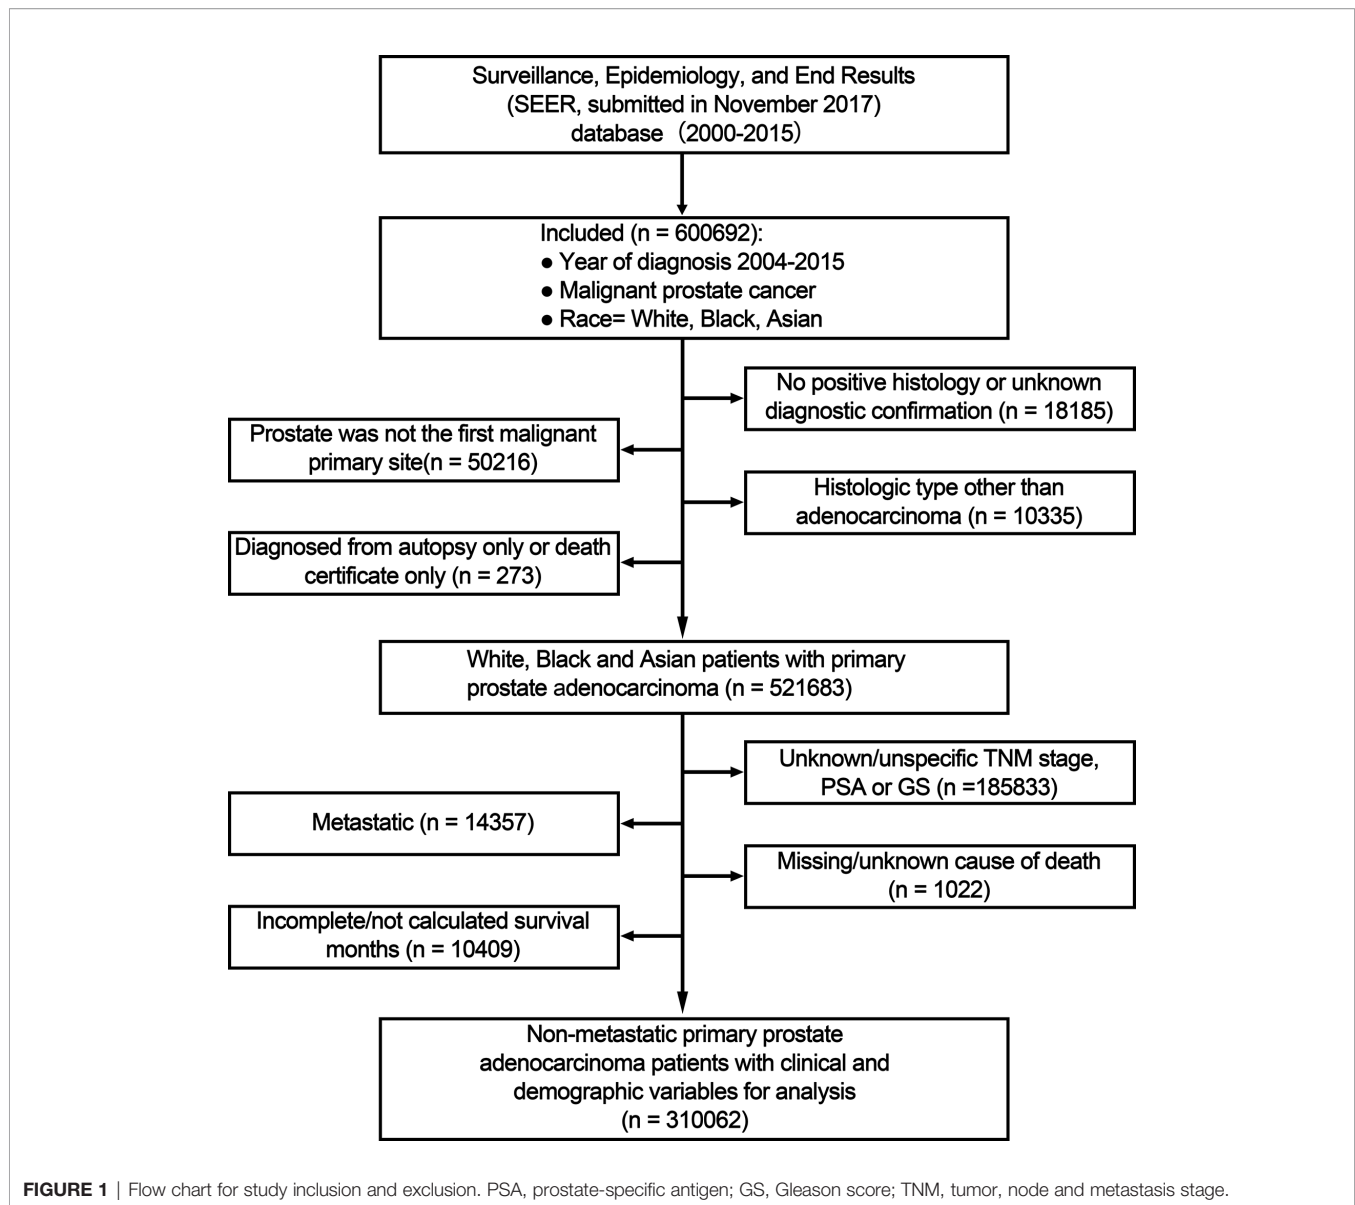 Surveillance, Epidemiology, and End Results
(SEER, submitted in November 2017)
database（2000-2015）
Included (n = 600692):
● Year of diagnosis 2004-2015
● Malignant prostate cancer
● Race= White, Black, Asian
No positive histology or unknown
diagnostic confirmation (n = 18185)
Prostate was not the first malignant
primary site(n = 50216)
Histologic type other than
adenocarcinoma (n = 10335)
Diagnosed from autopsy only or death
certificate only (n = 273)
White, Black and Asian patients with primary
prostate adenocarcinoma (n = 521683)
Unknown/unspecific TNM stage,
PSA or GS (n =185833)
Metastatic (n = 14357)
Missing/unknown cause of death
(n = 1022)
Incomplete/not calculated survival
months (n = 10409)
Non-metastatic primary prostate
adenocarcinoma patients with clinical and
demographic variables for analysis
(n = 310062)
FIGURE 1 | Flow chart for study inclusion and exclusion. PSA, prostate-specific antigen; GS, Gleason score; TNM, tumor, node and metastasis stage.